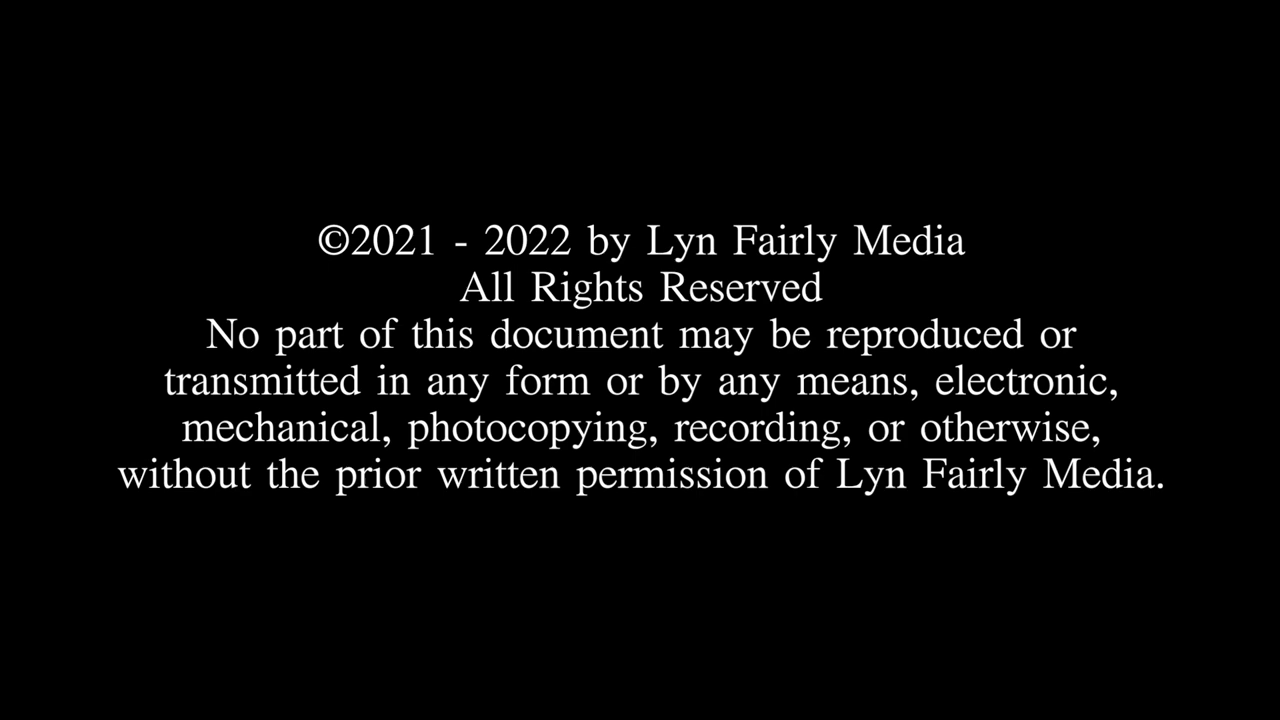 ©2021 - 2022 by Lyn Fairly Media
All Rights Reserved
No part of this document may be reproduced or
transmitted in any form or by any means, electronic,
mechanical, photocopying, recording, or otherwise,
without the prior written permission of Lyn Fairly Media.